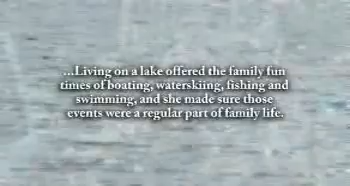 ...Living on a lake offered the family fun
times of boating, waterskiing, fishing and
swimming, and she made sure those
events were a regular part of family life.